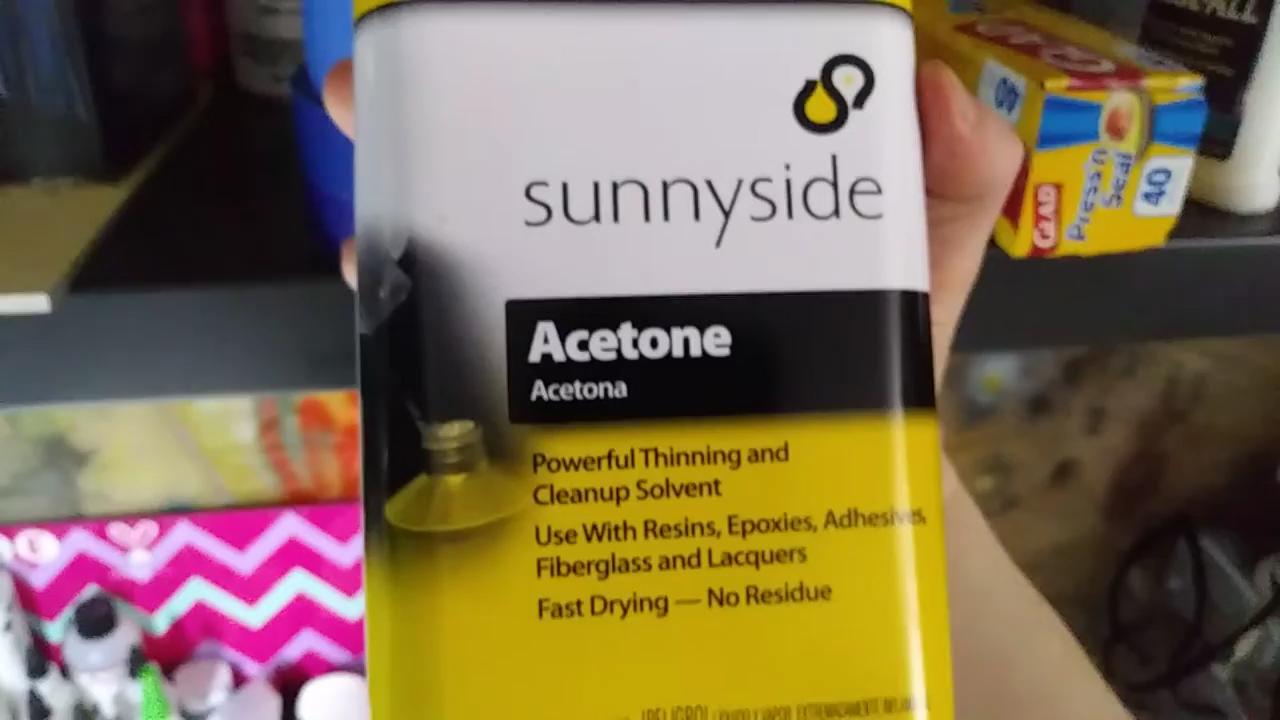 sunnyside
Acetone
Acetona
Powerful Thinning and
Cleanup Solvent
Use With Resins, Epoxies, Adhesives,
Fiberglass and Lacquers
Fast Drying — No Residue
¡PELIGRO!
GLAD
Press'n
Seal
40